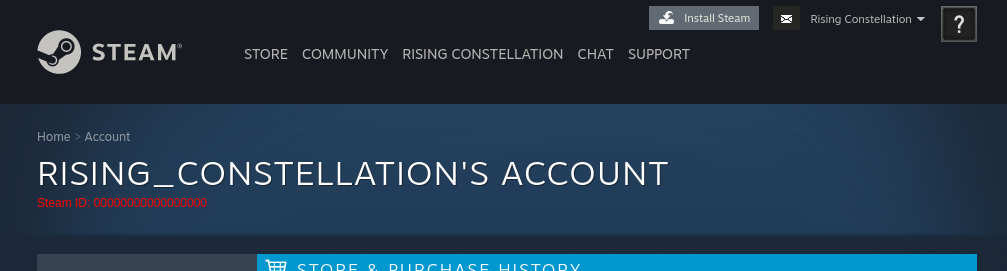 Install Steam
Rising Constellation
?
STEAM®
STORE COMMUNITY RISING CONSTELLATION CHAT SUPPORT
Home > Account
RISING_CONSTELLATION'S ACCOUNT
Steam ID: 00000000000000000
STORE & PURCHASE HISTORY